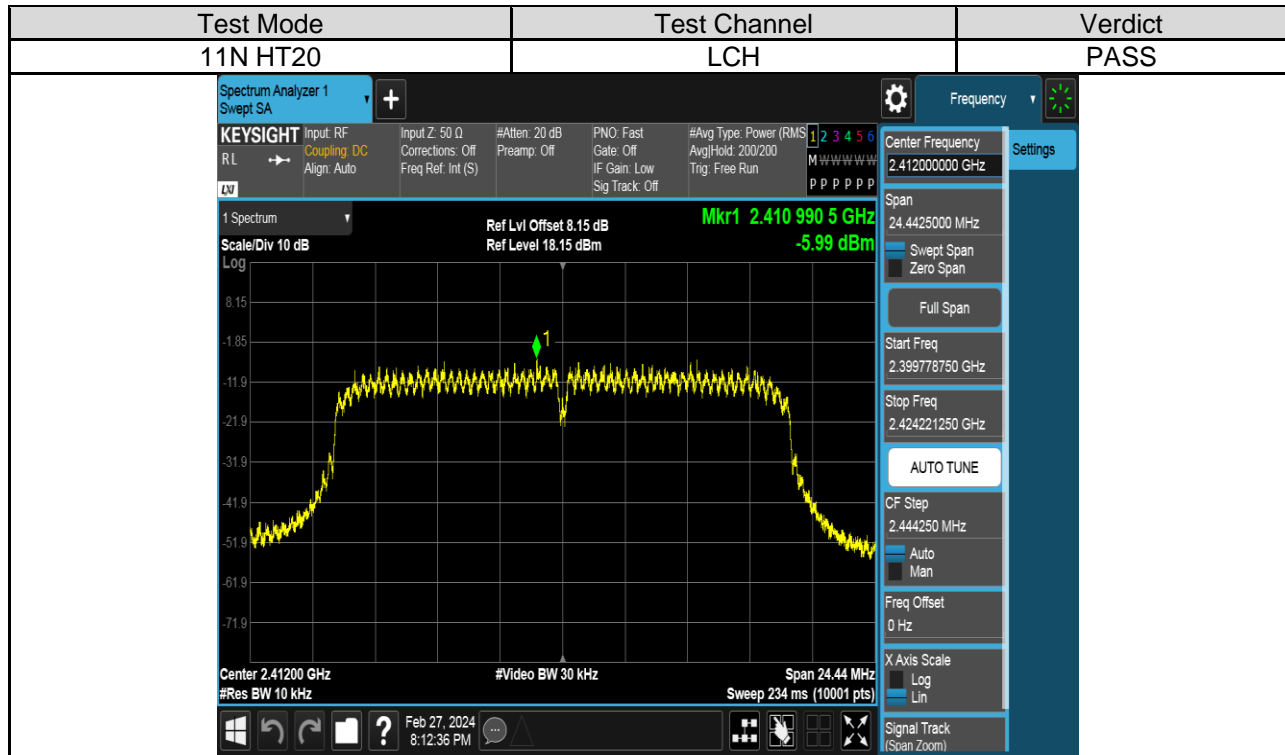 Test Mode Test Channel Verdict
11N HT20 LCH PASS
Spectrum Analyzer 1
Swept SA
+
Frequency
KEYSIGHT
RL
LXI
Input: RF
Coupling: DC
Align: Auto
Input Z: 50 Ω
Corrections: Off
Freq Ref: Int (S)
#Atten: 20 dB
Preamp: Off
PNO: Fast
Gate: Off
IF Gain: Low
Sig Track: Off
#Avg Type: Power (RMS
Avg|Hold: 200/200
Trig: Free Run
1 2 3 4 5 6
M W W W W W
P P P P P P
1 Spectrum
Scale/Div 10 dB
Ref Lvl Offset 8.15 dB
Ref Level 18.15 dBm
Mkr1 2.410 990 5 GHz
-5.99 dBm
Log
8.15
-1.85
-11.9
-21.9
-31.9
-41.9
-51.9
-61.9
-71.9
1
Center 2.41200 GHz
#Res BW 10 kHz
#Video BW 30 kHz
Span 24.44 MHz
Sweep 234 ms (10001 pts)
?
Feb 27, 2024
8:12:36 PM
Settings
Center Frequency
2.412000000 GHz
Span
24.4425000 MHz
Swept Span
Zero Span
Full Span
Start Freq
2.399778750 GHz
Stop Freq
2.424221250 GHz
AUTO TUNE
CF Step
2.444250 MHz
Auto
Man
Freq Offset
0 Hz
X Axis Scale
Log
Lin
Signal Track
(Span Zoom)